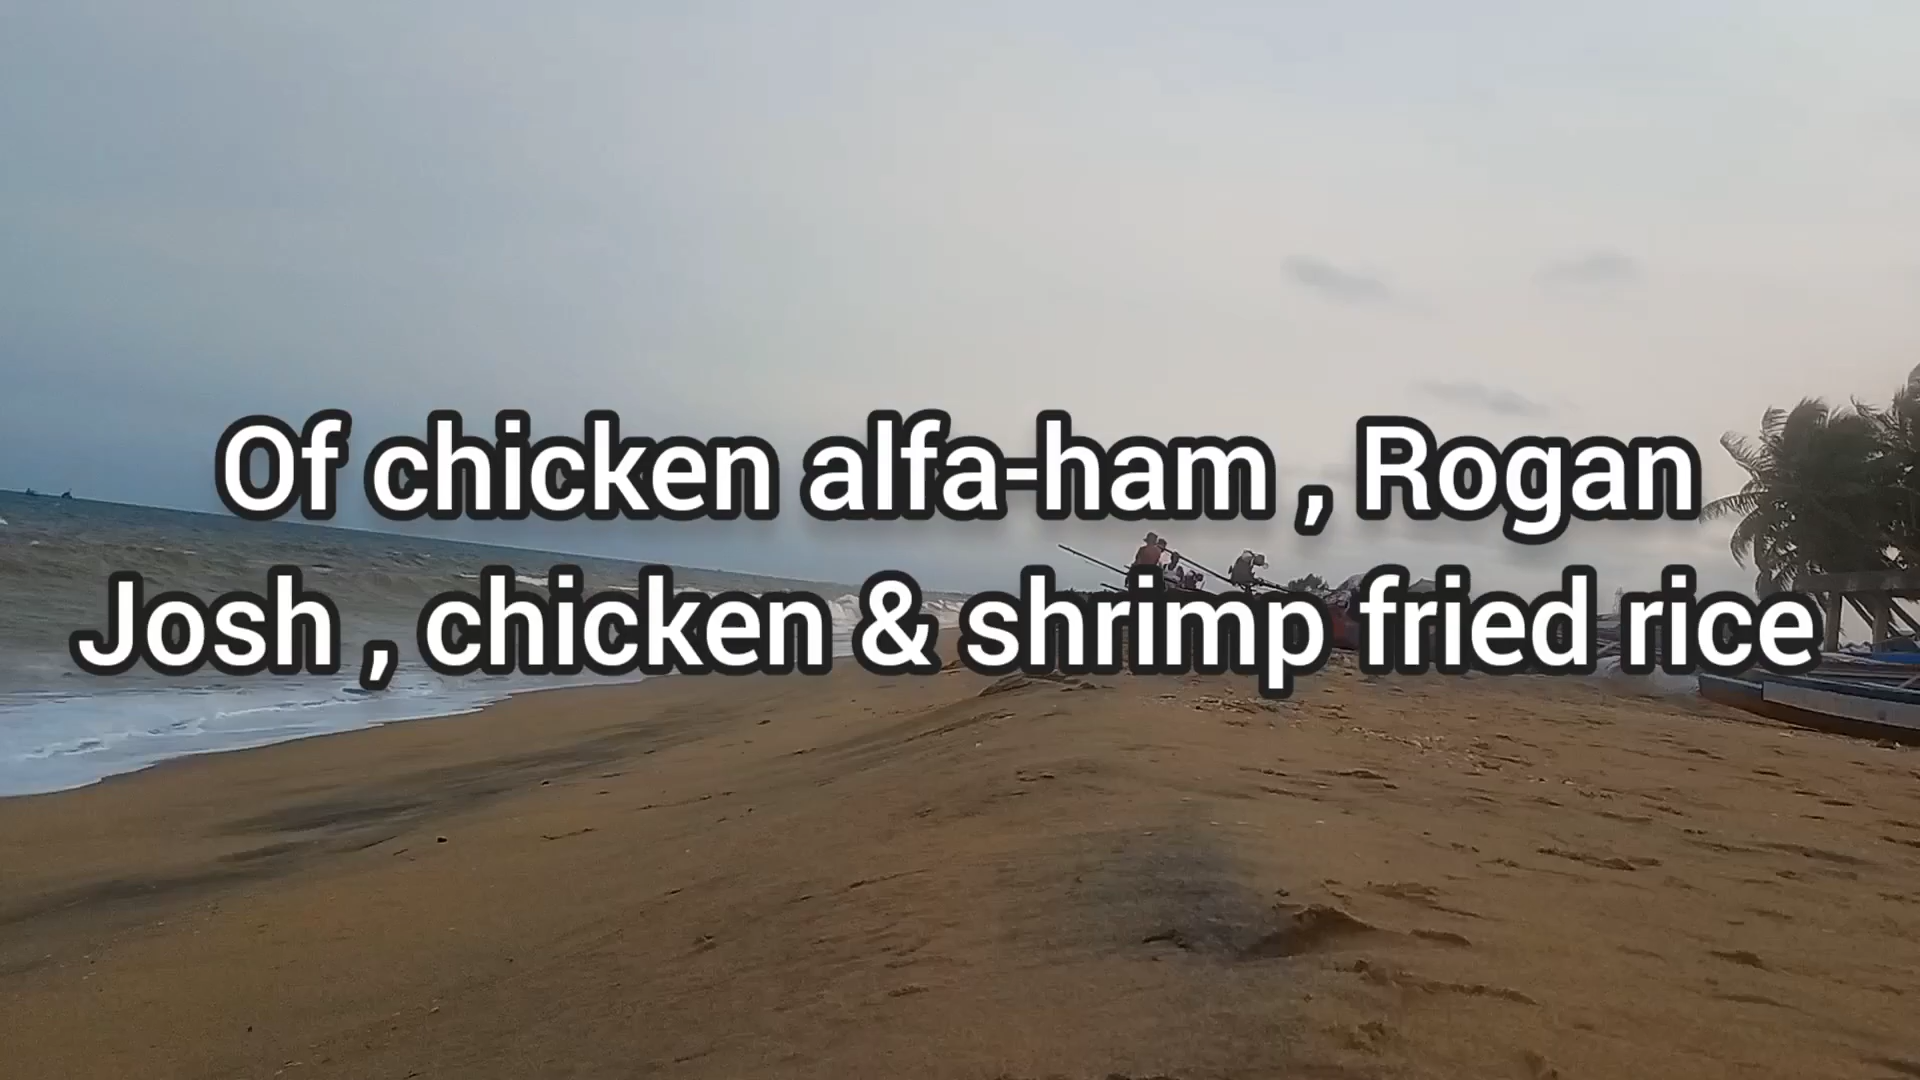 Of chicken alfa-ham , Rogan
Josh , chicken & shrimp fried rice